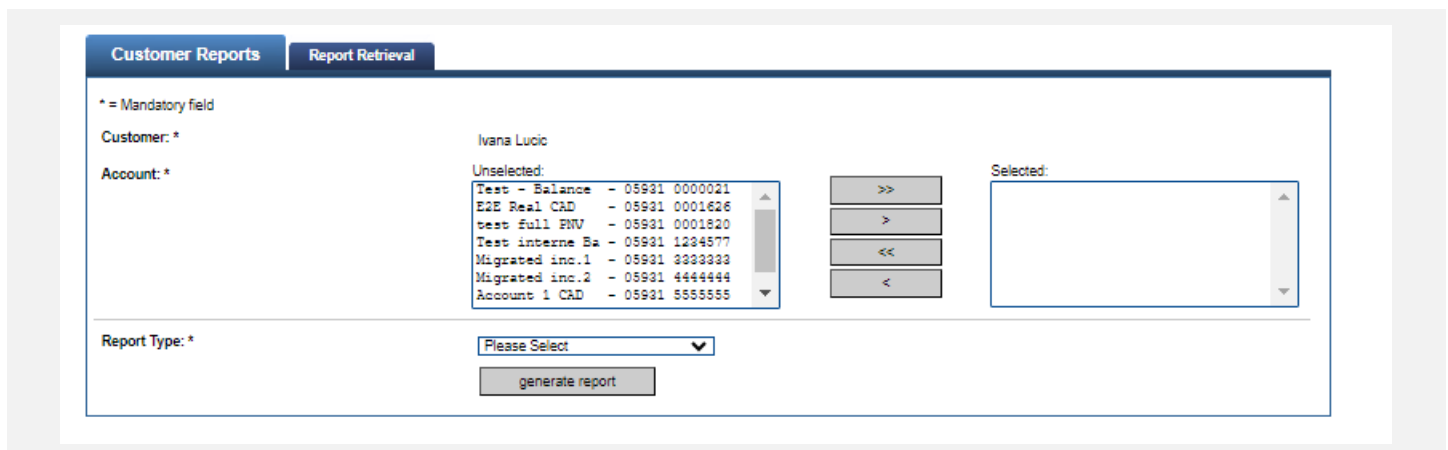 Customer Reports
Report Retrieval
* = Mandatory field
Customer: *
Ivana Lucic
Account: *
Unselected:
Test - Balance - 05931 0000021
E2E Real CAD - 05931 0001626
test full PNV - 05931 0001820
Test interne Ba - 05931 1234577
Migrated inc.1 - 05931 3333333
Migrated inc.2 - 05931 4444444
Account 1 CAD - 05931 5555555
>>
>
<<
<
Selected:
Report Type: *
Please Select
generate report